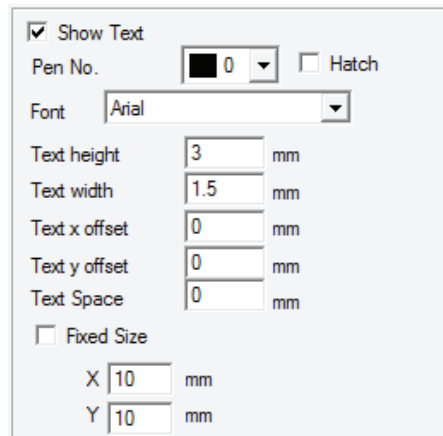 Show Text
Pen No. 0 Hatch
Font Arial
Text height 3 mm
Text width 1.5 mm
Text x offset 0 mm
Text y offset 0 mm
Text Space 0 mm
Fixed Size
X 10 mm
Y 10 mm